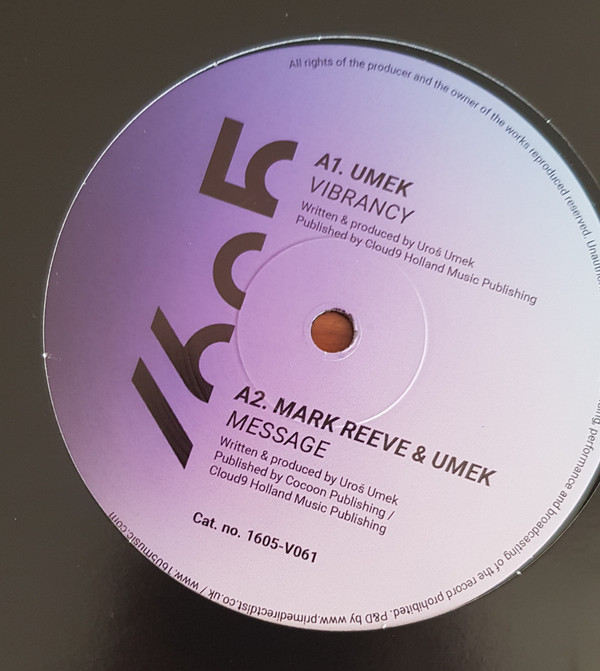 All rights of the producer and the owner of the works reproduced reserved.
performance and broadcasting of the record prohibited. P&D by www.primedirectdist.co.uk / www.1605music.com
1605
A1. UMEK
VIBRANCY
Written & produced by Uroš Umek
Published by Cloud9 Holland Music Publishing
A2. MARK REEVE & UMEK
MESSAGE
Written & produced by Uroš Umek
Published by Cocoon Publishing /
Cloud9 Holland Music Publishing
Cat. no. 1605-V061